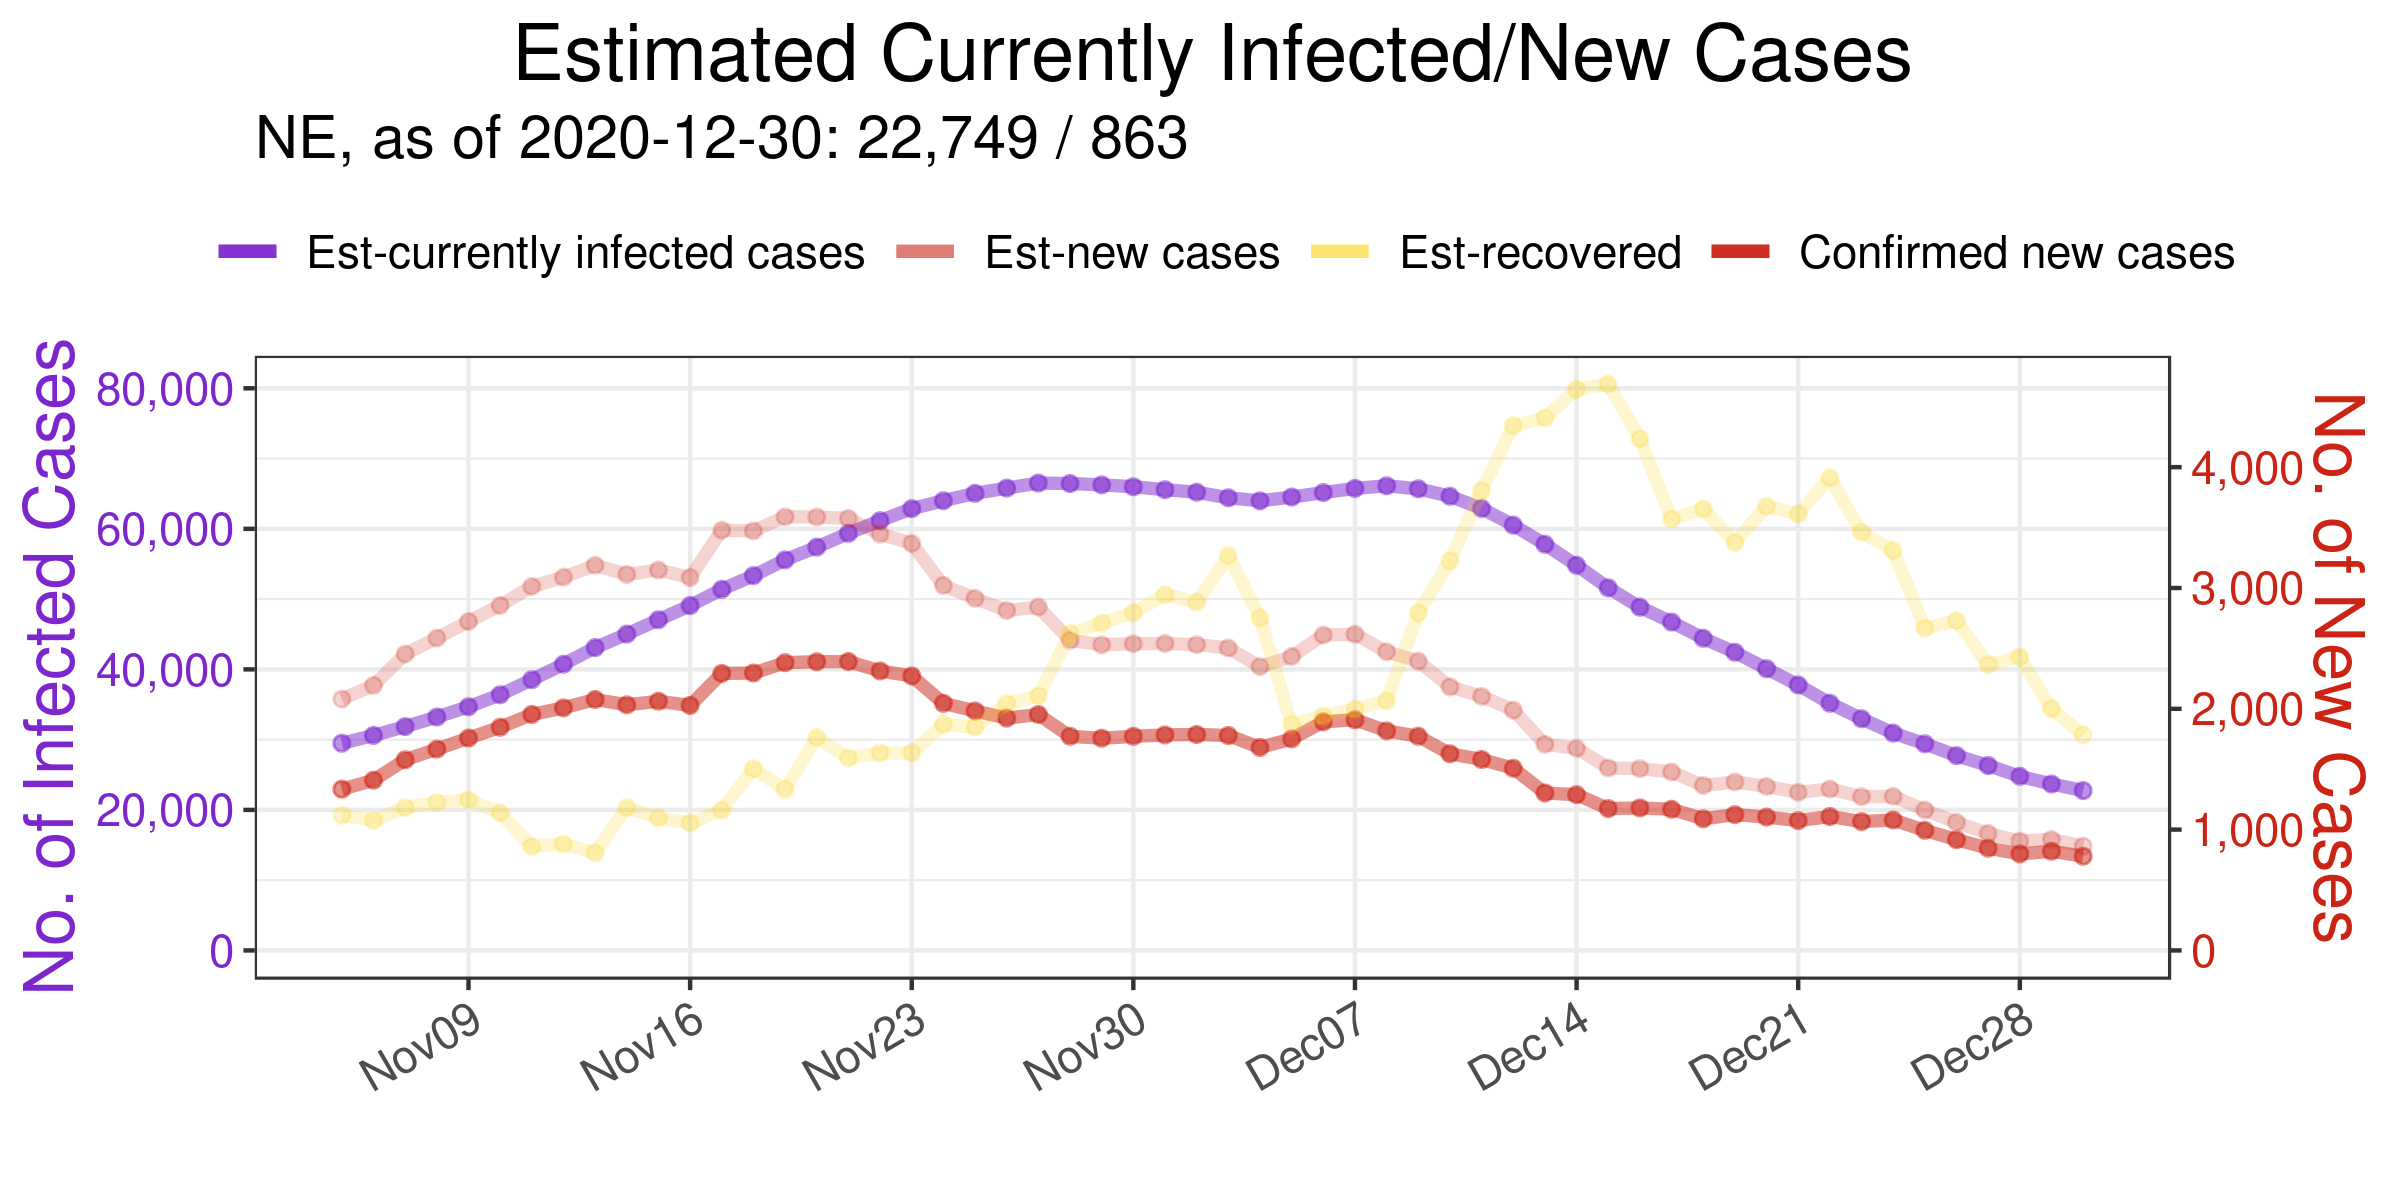 Estimated Currently Infected/New Cases
NE, as of 2020-12-30: 22,749 / 863
Est-currently infected cases Est-new cases Est-recovered Confirmed new cases
No. of Infected Cases
80,000
60,000
40,000
20,000
0
4,000
3,000
2,000
1,000
0
No. of New Cases
Nov09 Nov16 Nov23 Nov30 Dec07 Dec14 Dec21 Dec28